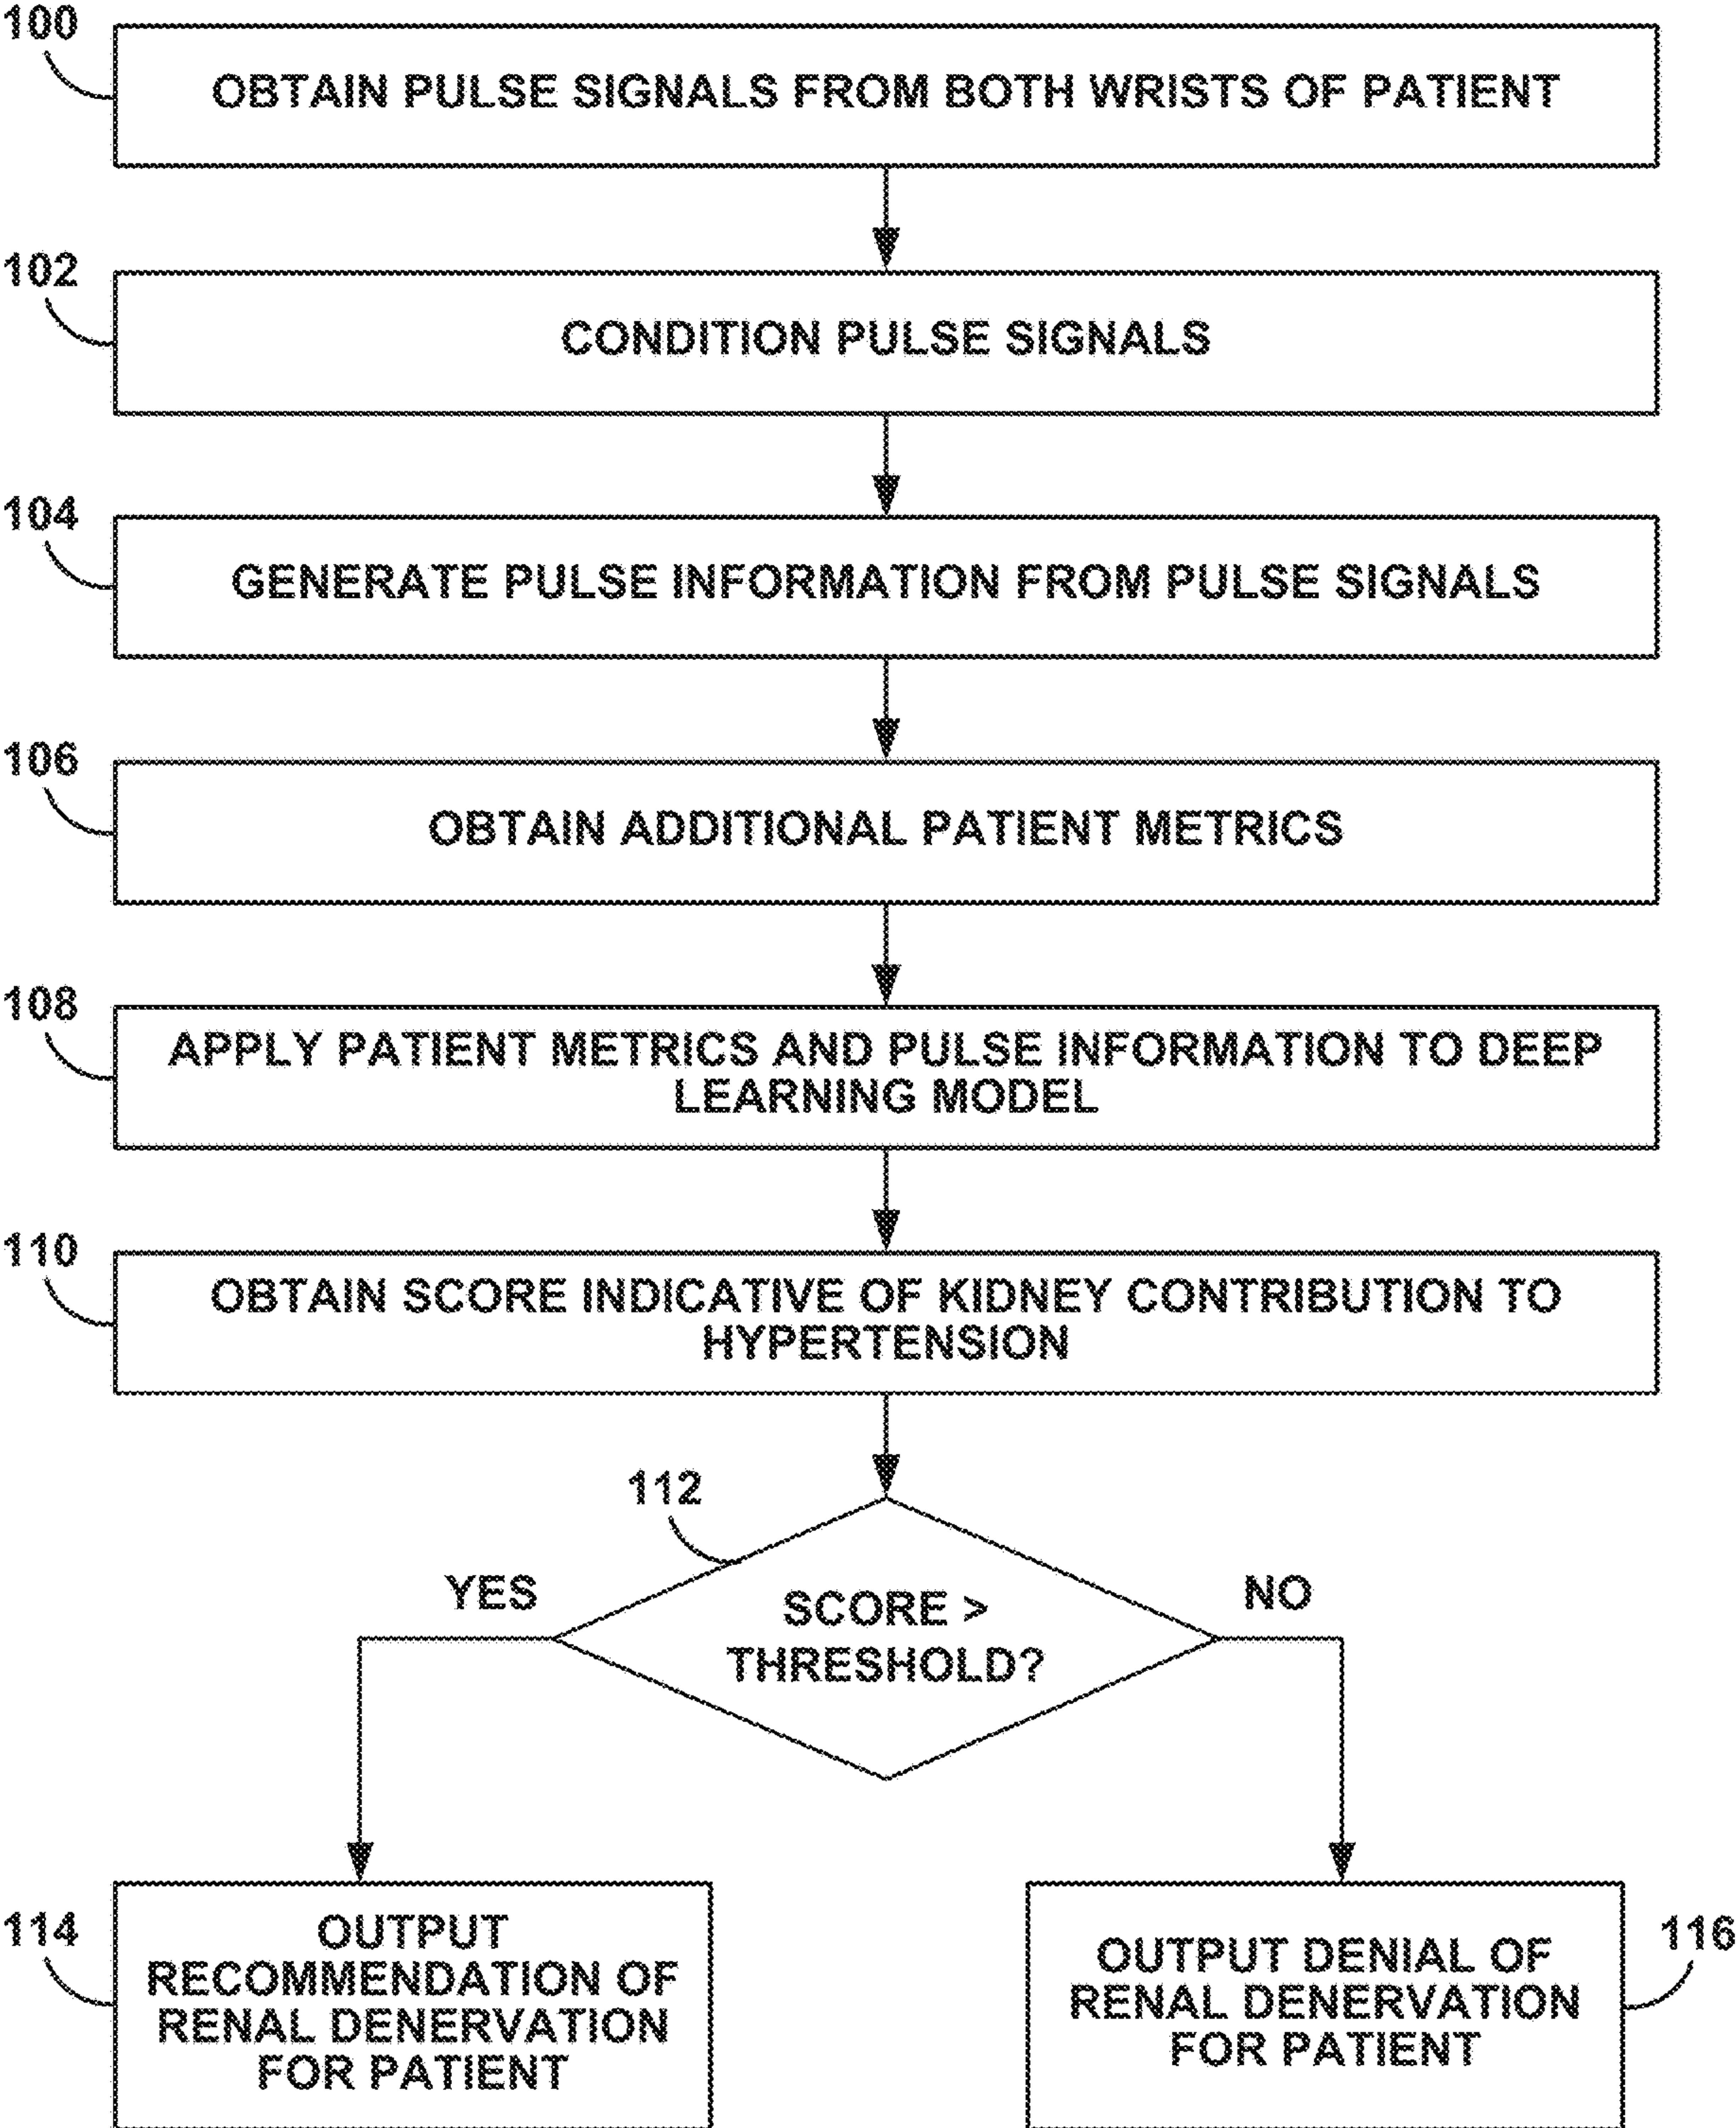 100
OBTAIN PULSE SIGNALS FROM BOTH WRISTS OF PATIENT
102
CONDITION PULSE SIGNALS
104
GENERATE PULSE INFORMATION FROM PULSE SIGNALS
106
OBTAIN ADDITIONAL PATIENT METRICS
108
APPLY PATIENT METRICS AND PULSE INFORMATION TO DEEP
LEARNING MODEL
110
OBTAIN SCORE INDICATIVE OF KIDNEY CONTRIBUTION TO
HYPERTENSION
112
YES
SCORE >
THRESHOLD?
NO
114
OUTPUT
RECOMMENDATION OF
RENAL DENERVATION
FOR PATIENT
OUTPUT DENIAL OF
RENAL DENERVATION
FOR PATIENT
116